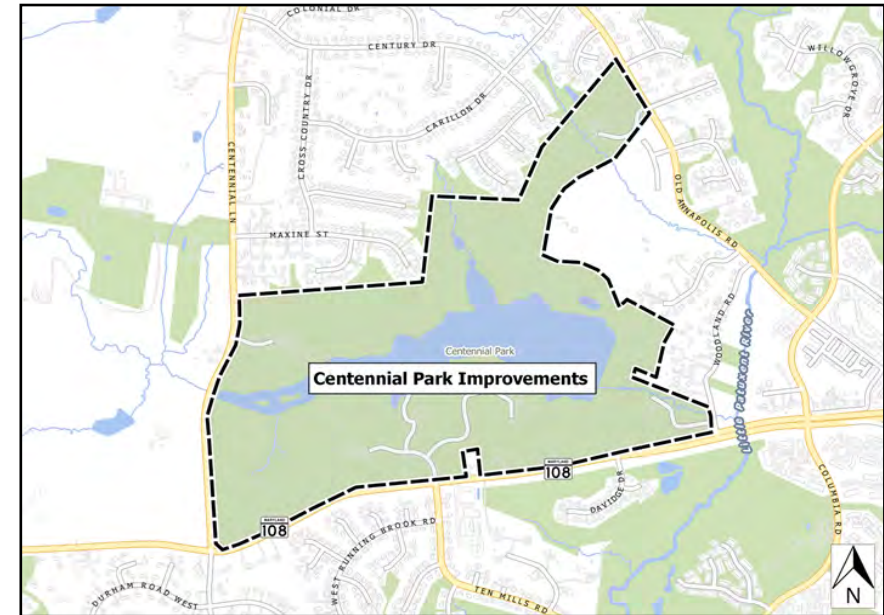 COLONIAL DR
CENTURY DR
WILLOWGROVE DR
CROSS COUNTRY DR
CARILLON DR
CENTENNIAL LN
OLD ANNAPOLIS RD
MAXINE ST
WOODLAND RD
Little Patuxent River
Centennial Park
Centennial Park Improvements
MARYLAND
108
DAVIDGE DR
COLUMBIA RD
MARYLAND
108
WEST RUNNING BROOK RD
DURHAM ROAD WEST
TEN MILLS RD
N